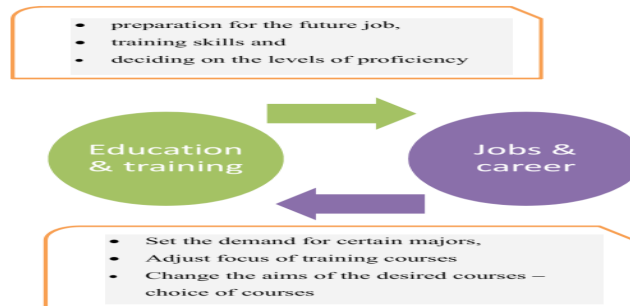 • preparation for the future job,
• training skills and
• deciding on the levels of proficiency
Education
& training
Jobs &
career
• Set the demand for certain majors,
• Adjust focus of training courses
• Change the aims of the desired courses –
choice of courses